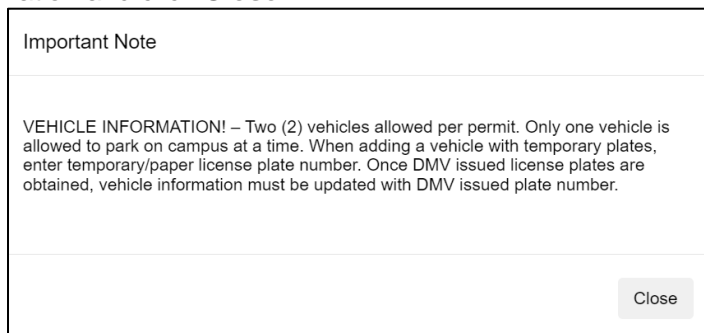 Important Note
VEHICLE INFORMATION! – Two (2) vehicles allowed per permit. Only one vehicle is
allowed to park on campus at a time. When adding a vehicle with temporary plates,
enter temporary/paper license plate number. Once DMV issued license plates are
obtained, vehicle information must be updated with DMV issued plate number.
Close